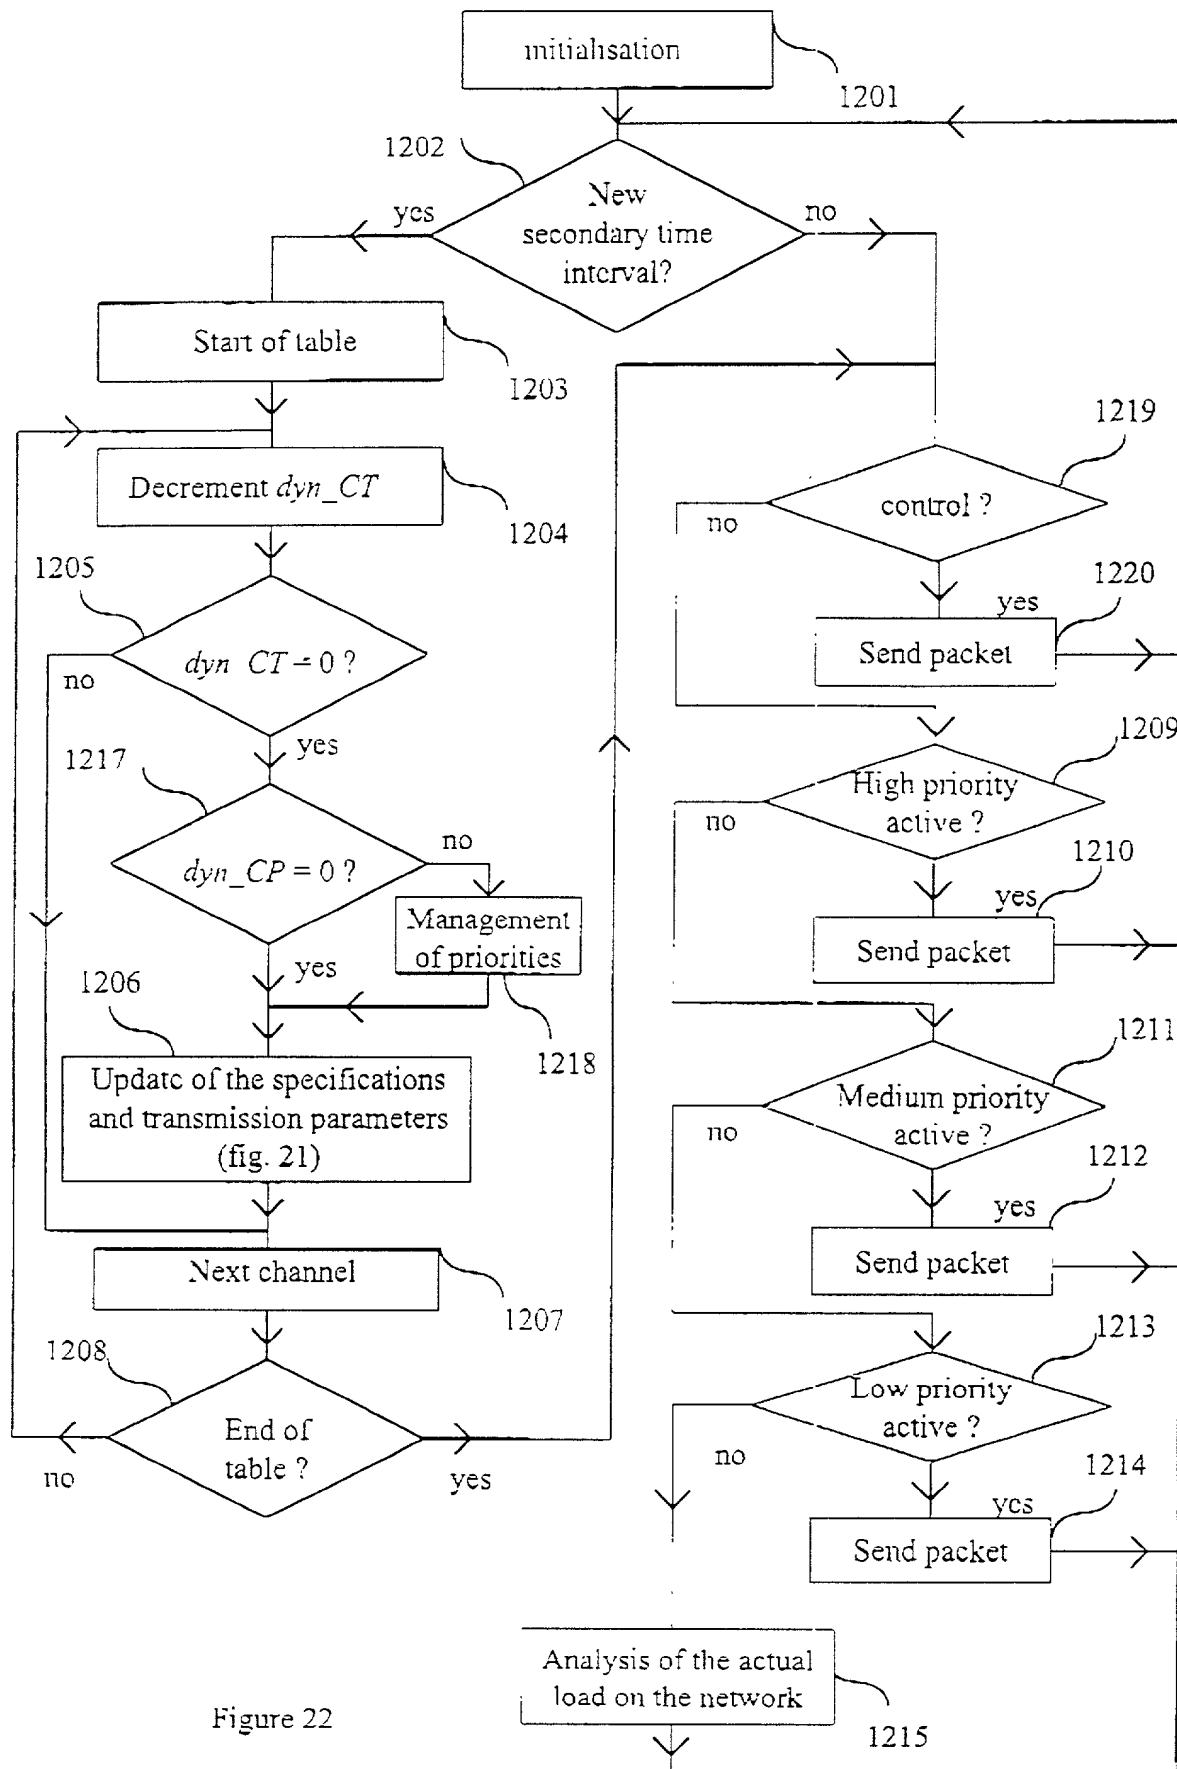 initialisation
1201
1202
New
secondary time
interval?
yes
no
Start of table
1203
Decrement dyn_CT
1204
1205
dyn_CT = 0 ?
no
yes
1217
dyn_CP = 0 ?
no
yes
Management
of priorities
1218
1206
Update of the specifications
and transmission parameters
(fig. 21)
Next channel
1207
1208
End of
table ?
no
yes
1219
control ?
no
yes
1220
Send packet
1209
High priority
active ?
no
yes
1210
Send packet
1211
Medium priority
active ?
no
yes
1212
Send packet
1213
Low priority
active ?
no
yes
1214
Send packet
Analysis of the actual
load on the network
1215
Figure 22